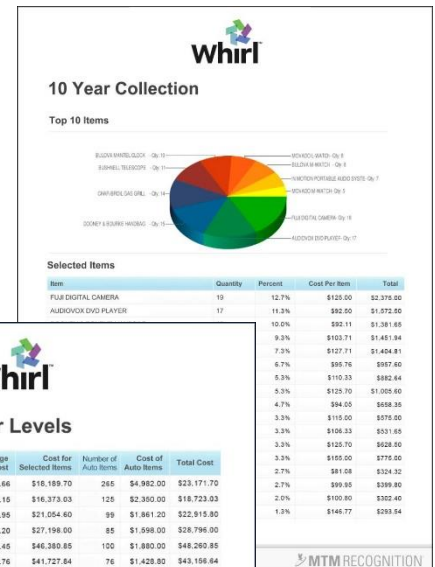 Whirl
10 Year Collection
Top 10 Items
BULOVA MANTEL CLOCK - Qty: 10
BUSHNELL TELESCOPE - Qty: 11
CHAR-BROIL GAS GRILL - Qty: 14
DOONEY & BOURKE HANDBAG - Qty: 15
MOVADO L WATCH- Qty: 8
BULOVA M WATCH - Qty: 8
IN MOTION PORTABLE AUDIO SYSTE- Qty: 7
MOVADO M WATCH- Qty: 5
FUJI DIGITAL CAMERA- Qty: 19
AUDIOVOX DVD PLAYER- Qty: 17
Selected Items
Item Quantity Percent Cost Per Item Total
FUJI DIGITAL CAMERA 19 12.7% $125.00 $2,375.00
AUDIOVOX DVD PLAYER 17 11.3% $92.50 $1,572.50
10.0% $92.11 $1,381.65
9.3% $103.71 $1,451.94
7.3% $127.71 $1,404.81
6.7% $95.76 $957.60
5.3% $110.33 $882.64
5.3% $125.70 $1,005.60
4.7% $94.05 $658.35
3.3% $115.00 $575.00
3.3% $106.33 $531.65
3.3% $125.70 $628.50
3.3% $155.00 $775.00
2.7% $81.08 $324.32
2.7% $99.95 $399.80
2.0% $100.80 $302.40
1.3% $146.77 $293.54
MTM RECOGNITION
hirl
r Levels
Cost for Selected Items Number of Auto Items Cost of Auto Items Total Cost
.66 $18,189.70 265 $4,982.00 $23,171.70
.15 $16,373.03 125 $2,350.00 $18,723.03
.95 $21,054.60 99 $1,861.20 $22,915.80
.20 $27,198.00 85 $1,598.00 $28,796.00
.45 $46,380.85 100 $1,880.00 $48,260.85
.76 $41,727.84 76 $1,428.80 $43,156.64